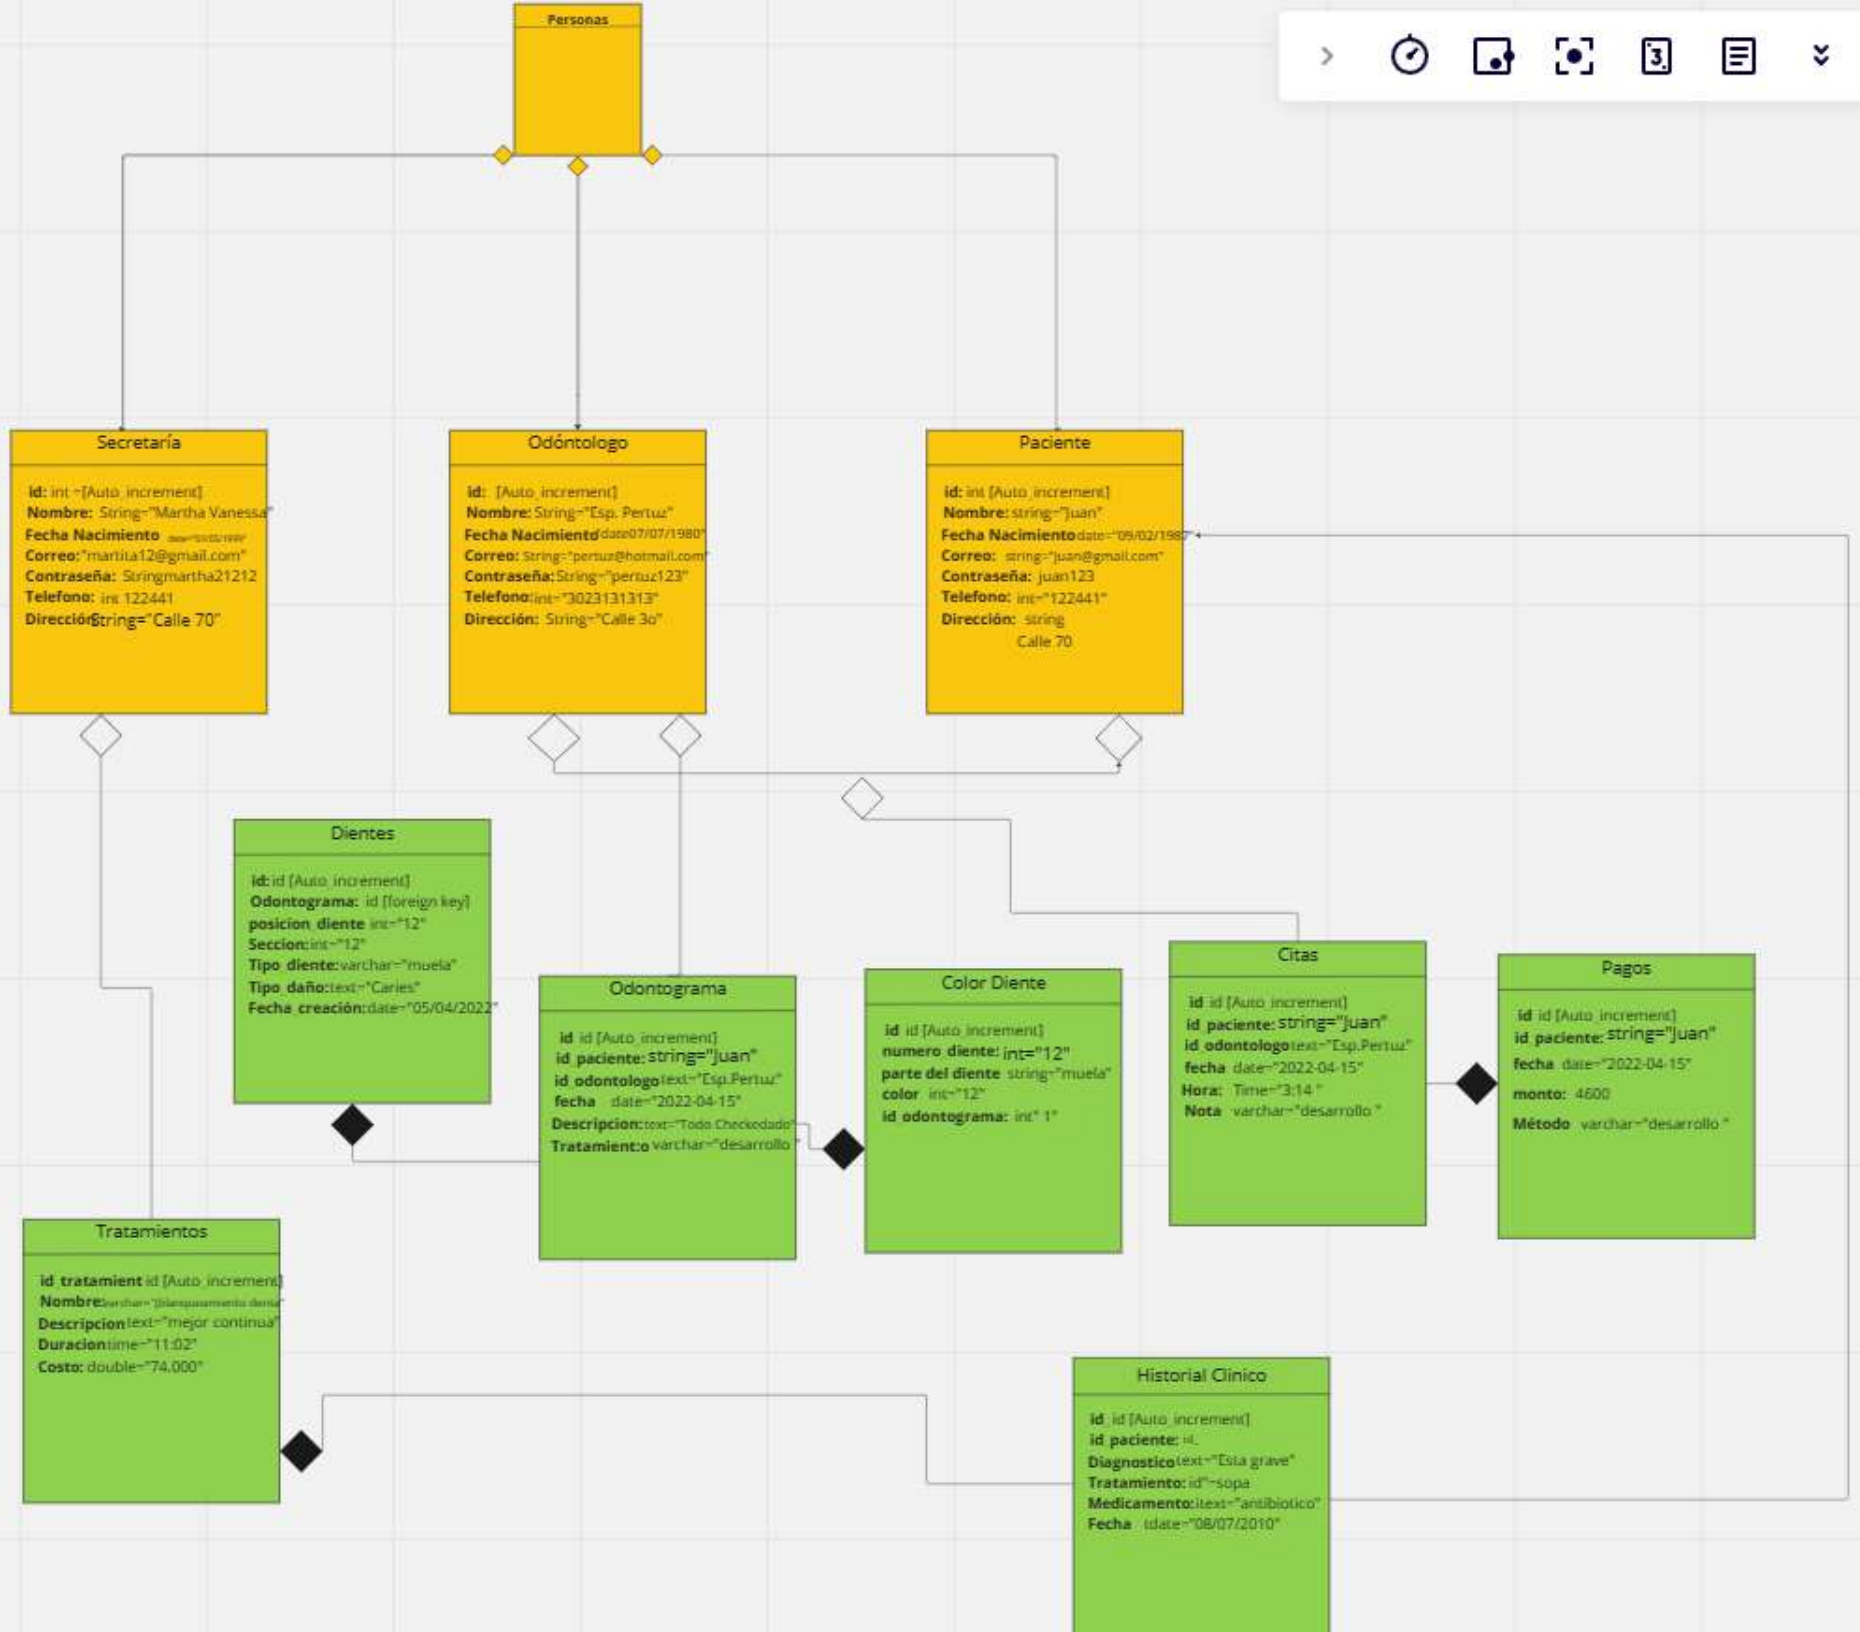 Personas
3
Secretaría
id: int =[Auto_increment]
Nombre: String="Martha Vanessa"
Fecha Nacimiento
Correo:"martita12@gmail.com"
Contraseña: Stringmartha21212
Telefono: int 122441
Dirección String="Calle 70"
Odóntologo
id: [Auto_increment]
Nombre: String="Esp. Pertuz"
Fecha Nacimiento date07/07/1980"
Correo: String="pertuz@hotmail.com"
Contraseña: String="pertuz123"
Telefono: int="3023131313"
Dirección: String="Calle 3o"
Paciente
id: int [Auto_increment]
Nombre: string="Juan"
Fecha Nacimiento date="09/02/1987"
Correo: string="juan@gmail.com"
Contraseña: juan123
Telefono: int="122441"
Dirección: string
Calle 70
Dientes
id: id [Auto_increment]
Odontograma: id [foreign key]
posicion_diente int="12"
Seccion: int="12"
Tipo_diente: varchar="muela"
Tipo_daño: text="Caries"
Fecha_creación: date="05/04/2022"
Odontograma
id id [Auto_increment]
id_paciente: string="Juan"
id_odontologo text="Esp.Pertuz"
fecha date="2022-04-15"
Descripcion: text="Todo Checkedado"
Tratamient:o varchar="desarrollo "
Color Diente
id id [Auto_increment]
numero_diente: int="12"
parte del diente string="muela"
color int="12"
id_odontograma: int" 1"
Citas
id id [Auto_increment]
id_paciente: string="Juan"
id_odontologo text="Esp.Pertuz"
fecha date="2022-04-15"
Hora: Time="3:14 "
Nota varchar="desarrollo "
Pagos
id id [Auto_increment]
id_paciente: string="Juan"
fecha date="2022-04-15"
monto: 4600
Método varchar="desarrollo "
Tratamientos
id_tratamient id [Auto_increment]
Nombre:
Descripcion text="mejor continua"
Duracion time="11:02"
Costo: double="74.000"
Historial Clinico
id id [Auto_increment]
id_paciente:
Diagnostico text="Esta grave"
Tratamiento: id"=sopa
Medicamento: itext="antibiotico"
Fecha tdate="08/07/2010"